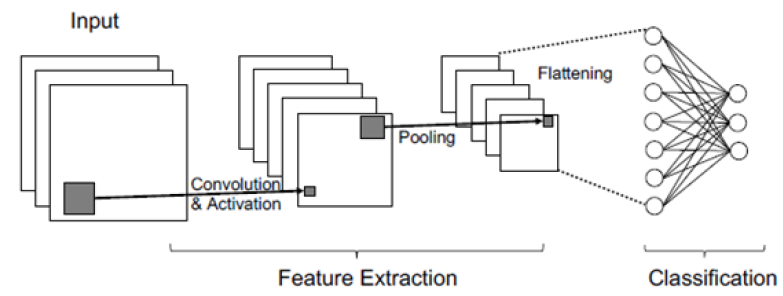 Input
Flattening
Pooling
Convolution
& Activation
Feature Extraction
Classification